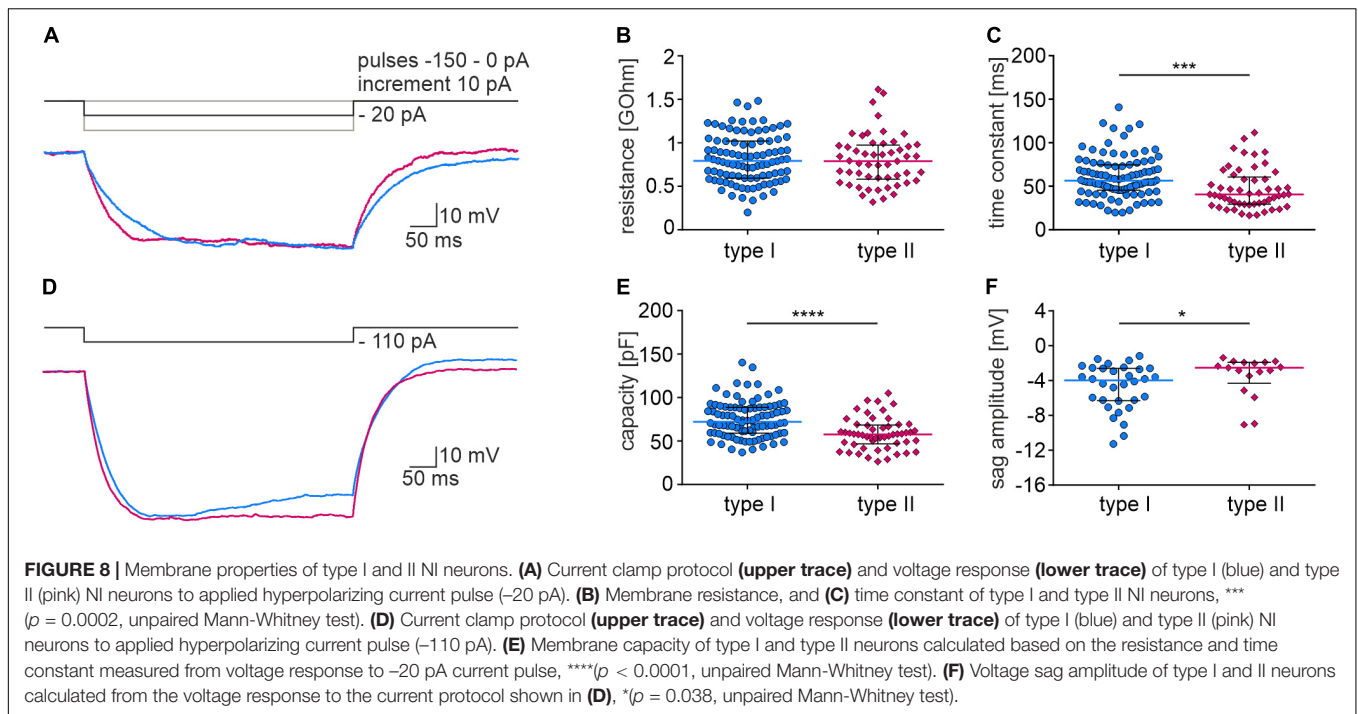 A
pulses -150 - 0 pA
increment 10 pA
- 20 pA
10 mV
50 ms
B
resistance [GOhm]
2
1.5
1
0.5
0
type I
type II
C
time constant [ms]
200
150
100
50
0
***
type I
type II
D
- 110 pA
10 mV
50 ms
E
capacity [pF]
200
150
100
50
0
****
type I
type II
F
sag amplitude [mV]
4
0
-4
-8
-12
-16
*
type I
type II
FIGURE 8 | Membrane properties of type I and II NI neurons. (A) Current clamp protocol (upper trace) and voltage response (lower trace) of type I (blue) and type
II (pink) NI neurons to applied hyperpolarizing current pulse (–20 pA). (B) Membrane resistance, and (C) time constant of type I and type II NI neurons, ***
(p = 0.0002, unpaired Mann-Whitney test). (D) Current clamp protocol (upper trace) and voltage response (lower trace) of type I (blue) and type II (pink) NI
neurons to applied hyperpolarizing current pulse (–110 pA). (E) Membrane capacity of type I and type II neurons calculated based on the resistance and time
constant measured from voltage response to –20 pA current pulse, ****(p < 0.0001, unpaired Mann-Whitney test). (F) Voltage sag amplitude of type I and II neurons
calculated from the voltage response to the current protocol shown in (D), *(p = 0.038, unpaired Mann-Whitney test).